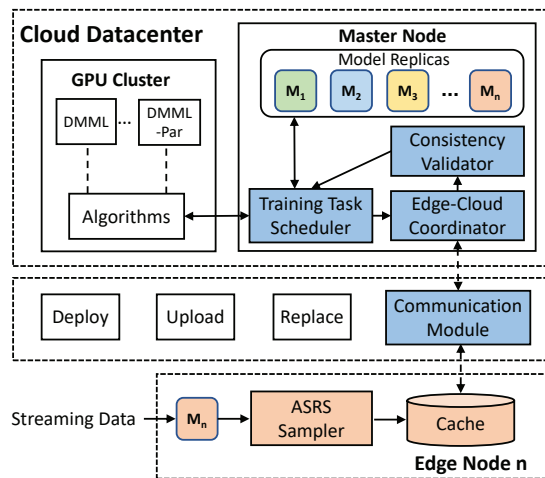 Cloud Datacenter
Master Node
Model Replicas
M1 M2 M3 ... Mn
GPU Cluster
DMML ... DMML
-Par
Algorithms
Consistency
Validator
Training Task
Scheduler
Edge-Cloud
Coordinator
Deploy
Upload
Replace
Communication
Module
Streaming Data
Mn
ASRS
Sampler
Cache
Edge Node n